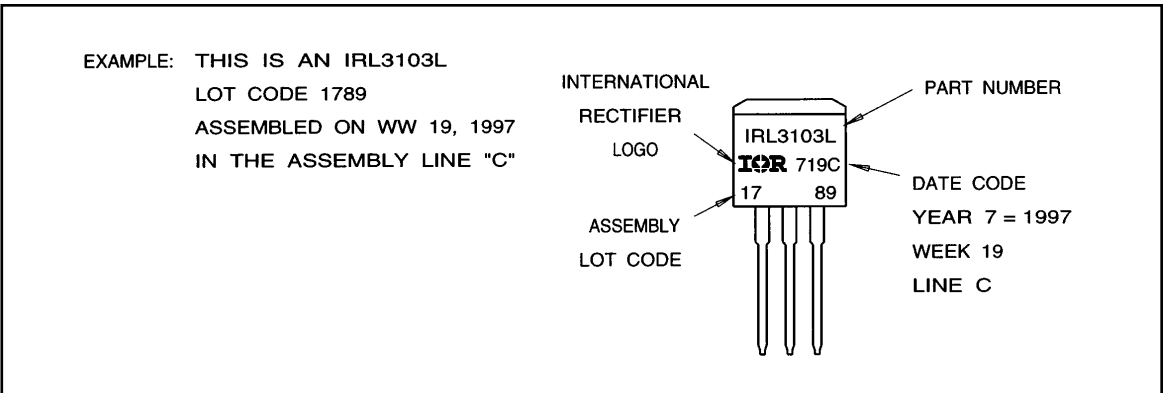 EXAMPLE: THIS IS AN IRL3103L
LOT CODE 1789
ASSEMBLED ON WW 19, 1997
IN THE ASSEMBLY LINE "C"
INTERNATIONAL
RECTIFIER
LOGO
ASSEMBLY
LOT CODE
IRL3103L
IOR 719C
17 89
PART NUMBER
DATE CODE
YEAR 7 = 1997
WEEK 19
LINE C